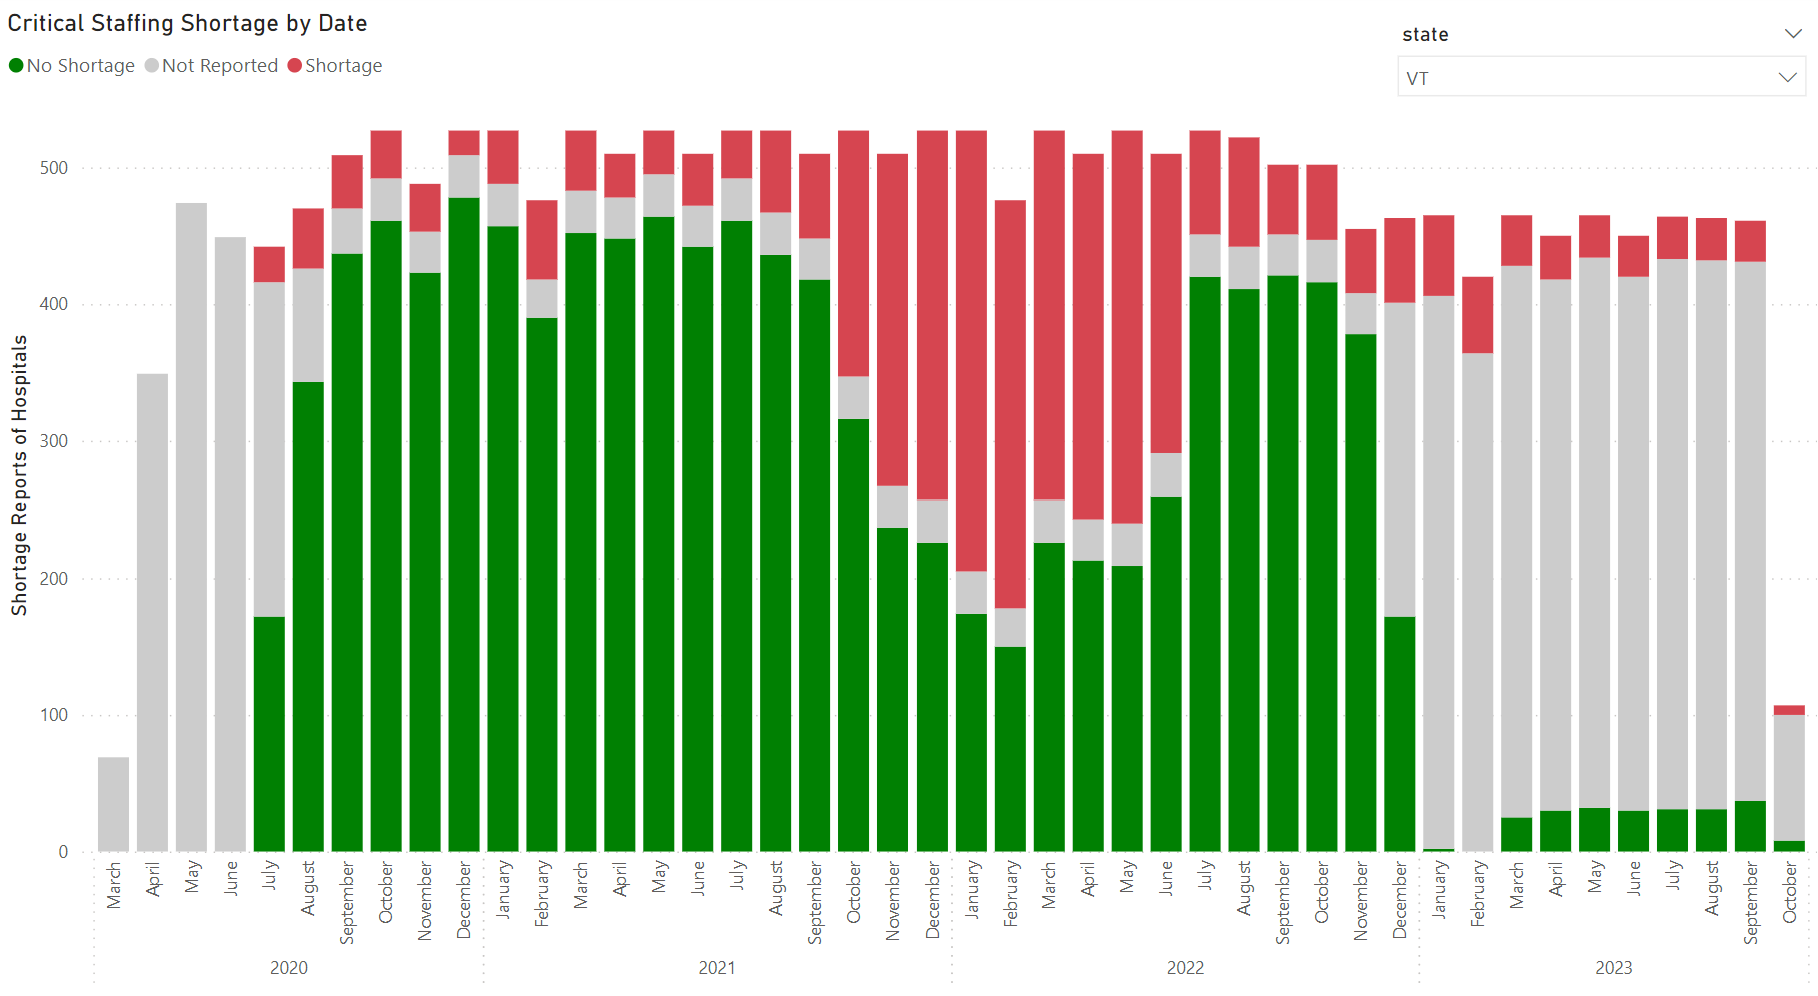 Critical Staffing Shortage by Date
No Shortage Not Reported Shortage
state
VT
Shortage Reports of Hospitals
500
400
300
200
100
0
March April May June July August September October November December January February March April May June July August September October November December January February March April May June July August September October November December January February March April May June July August September October
2020 2021 2022 2023